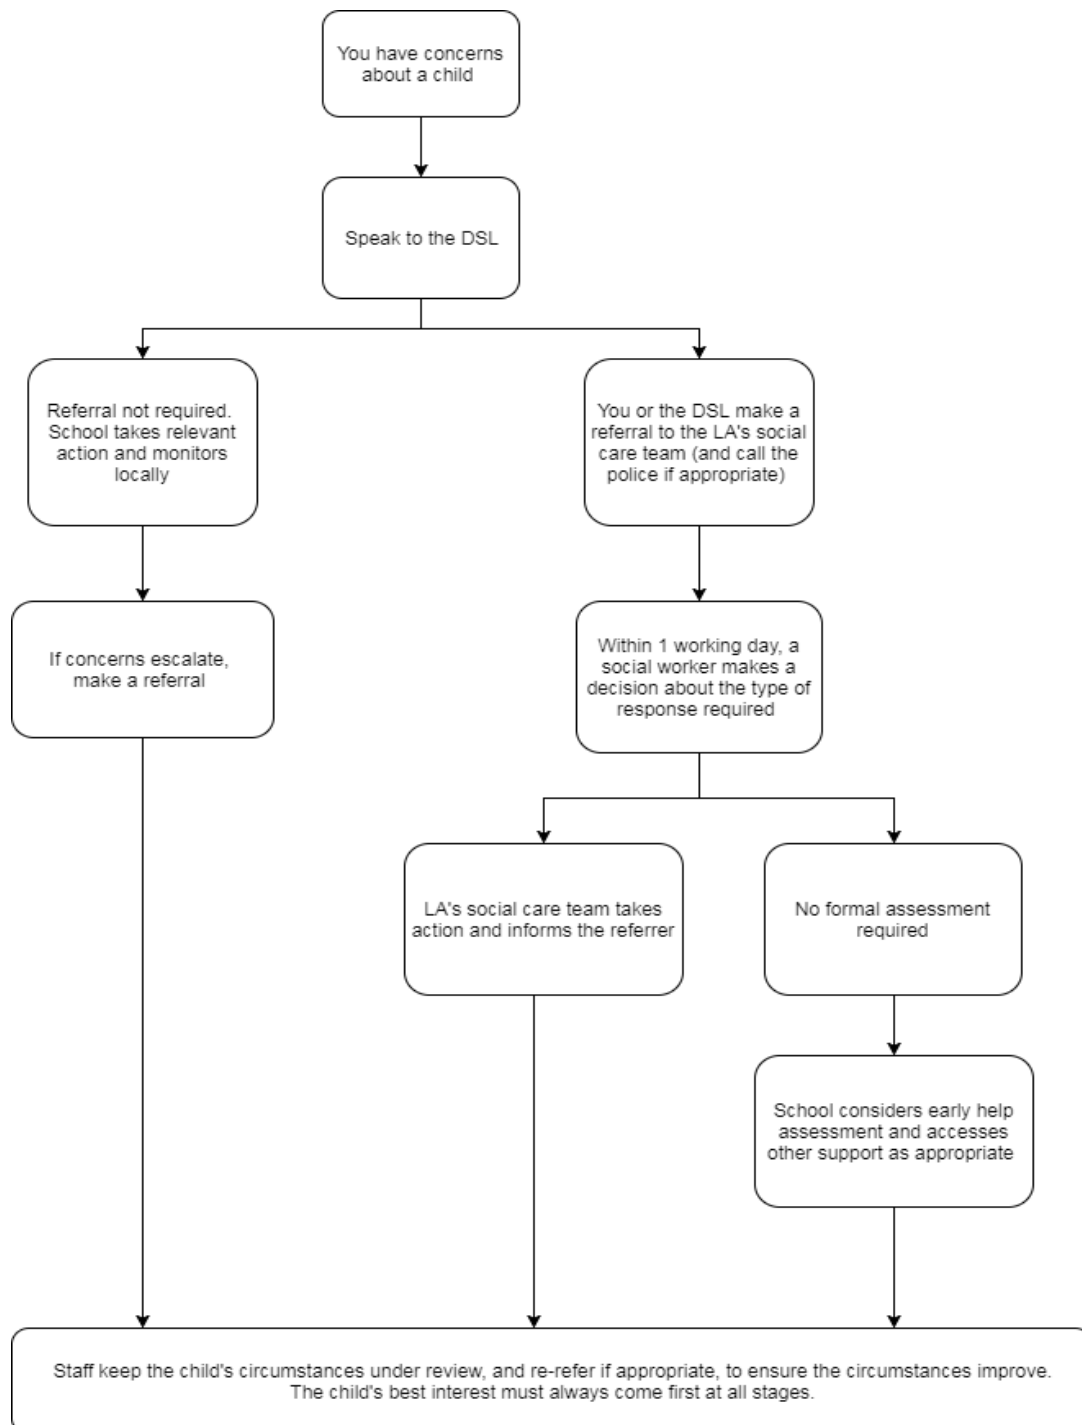 You have concerns
about a child
Speak to the DSL
Referral not required.
School takes relevant
action and monitors
locally
You or the DSL make a
referral to the LA's social
care team (and call the
police if appropriate)
If concerns escalate,
make a referral
Within 1 working day, a
social worker makes a
decision about the type of
response required
LA's social care team takes
action and informs the referrer
No formal assessment
required
School considers early help
assessment and accesses
other support as appropriate
Staff keep the child's circumstances under review, and re-refer if appropriate, to ensure the circumstances improve.
The child's best interest must always come first at all stages.